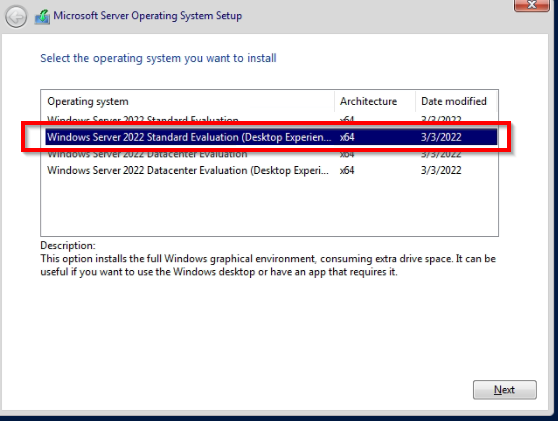 Microsoft Server Operating System Setup
Select the operating system you want to install
Operating system Architecture Date modified
Windows Server 2022 Standard Evaluation x64 3/3/2022
Windows Server 2022 Standard Evaluation (Desktop Experien... x64 3/3/2022
Windows Server 2022 Datacenter Evaluation x64 3/3/2022
Windows Server 2022 Datacenter Evaluation (Desktop Experi... x64 3/3/2022
Description:
This option installs the full Windows graphical environment, consuming extra drive space. It can be
useful if you want to use the Windows desktop or have an app that requires it.
Next